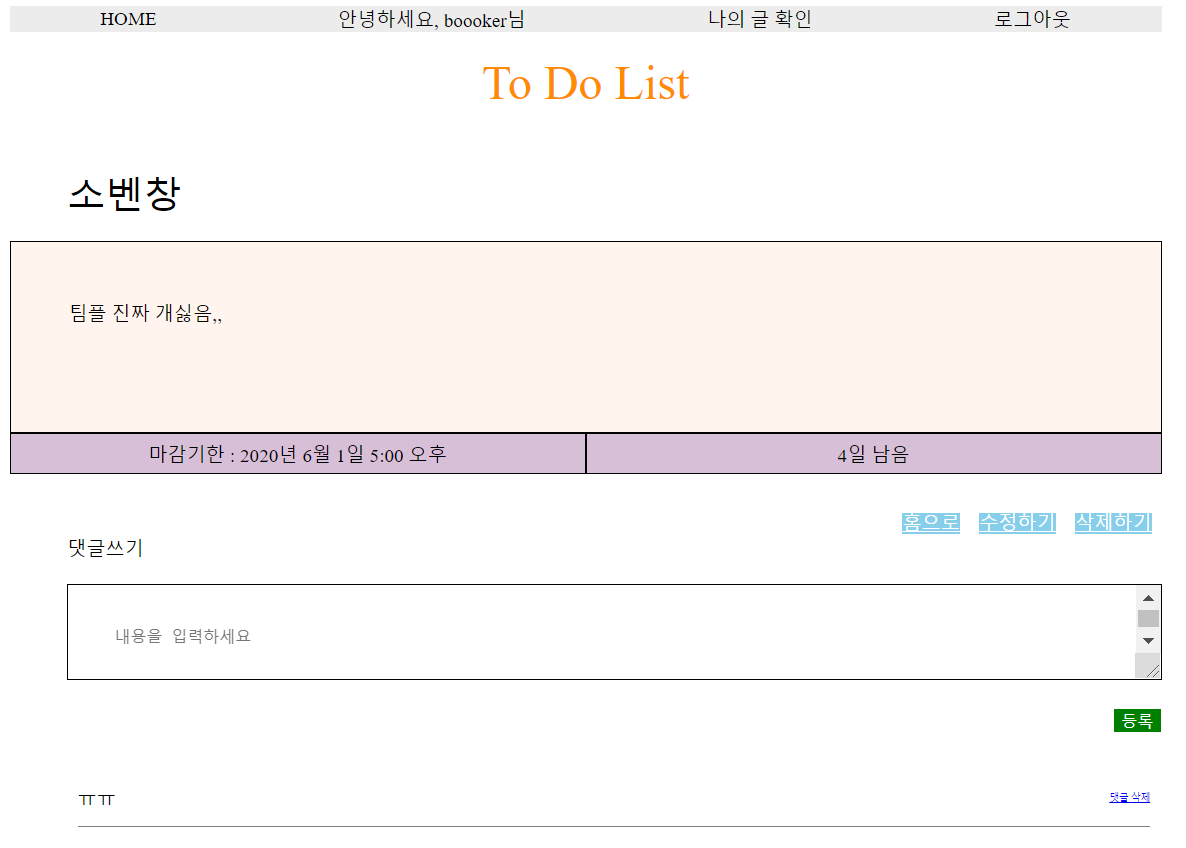 HOME 안녕하세요, boooker님 나의 글 확인 로그아웃
To Do List
소벤창
팀플 진짜 개싫음,,
마감기한 : 2020년 6월 1일 5:00 오후 4일 남음
홈으로 수정하기 삭제하기
댓글쓰기
내용을 입력하세요
등록
ㅠㅠ 댓글 삭제